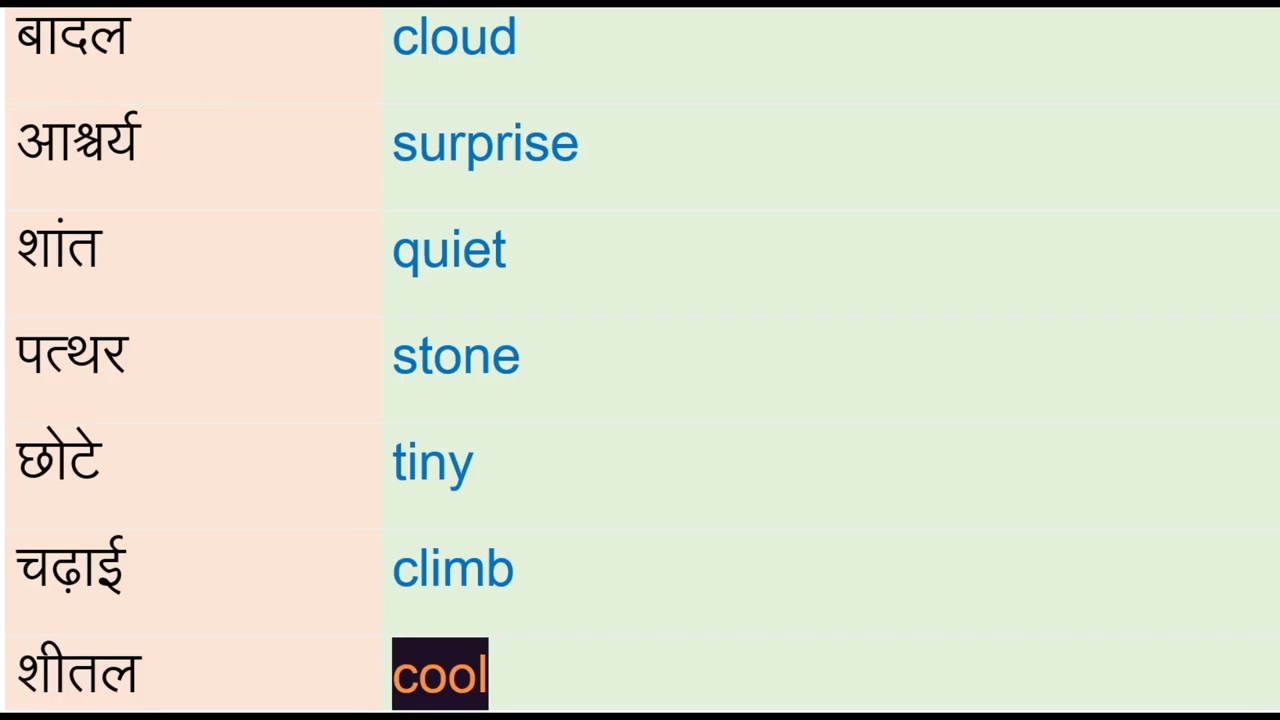 बादल cloud
आश्चर्य surprise
शांत quiet
पत्थर stone
छोटे tiny
चढ़ाई climb
शीतल cool